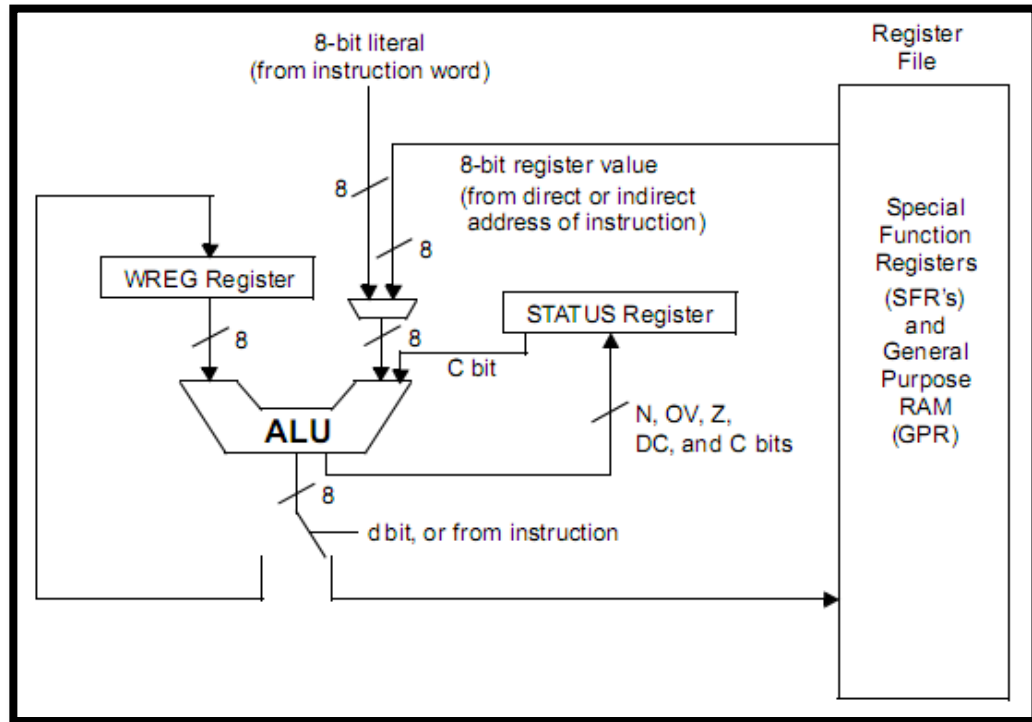 8-bit literal
(from instruction word)
Register
File
8
8-bit register value
(from direct or indirect
address of instruction)
8
WREG Register
8
8
STATUS Register
C bit
ALU
N, OV, Z,
DC, and C bits
8
d bit, or from instruction
Special
Function
Registers
(SFR's)
and
General
Purpose
RAM
(GPR)